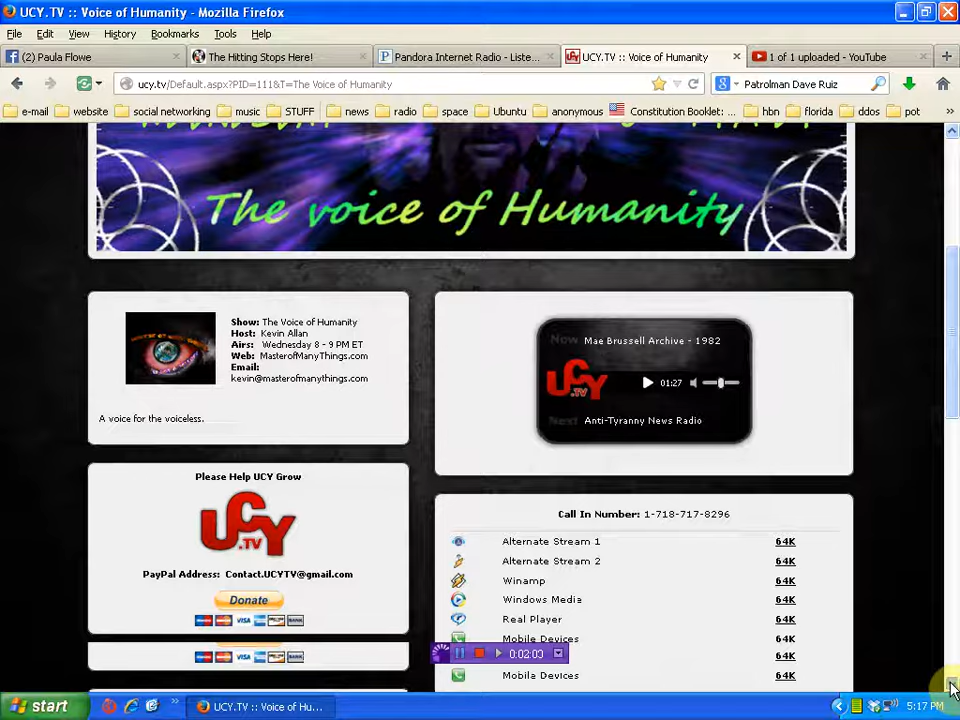 UCY.TV :: Voice of Humanity - Mozilla Firefox
File Edit View History Bookmarks Tools Help
(2) Paula Flowe
The Hitting Stops Here!
Pandora Internet Radio - Liste...
UCY.TV :: Voice of Humanity
1 of 1 uploaded - YouTube
ucy.tv/Default.aspx?PID=111&T=The Voice of Humanity
Patrolman Dave Ruiz
e-mail website social networking music STUFF news radio space Ubuntu anonymous Constitution Booklet: ... hbn florida ddos pot
The voice of Humanity
Show: The Voice of Humanity
Host: Kevin Allan
Airs: Wednesday 8 - 9 PM ET
Web: MasterofManyThings.com
Email:
kevin@masterofmanythings.com
A voice for the voiceless.
Now Mae Brussell Archive - 1982
UCY.TV
01:27
Next Anti-Tyranny News Radio
Please Help UCY Grow
UCY.TV
PayPal Address: Contact.UCYTV@gmail.com
Donate
VISA BANK
VISA BANK
Call In Number: 1-718-717-8296
Alternate Stream 1 64K
Alternate Stream 2 64K
Winamp 64K
Windows Media 64K
Real Player 64K
Mobile Devices 64K
64K
Mobile Devices 64K
0:02:03
start
UCY.TV :: Voice of Hu...
5:17 PM